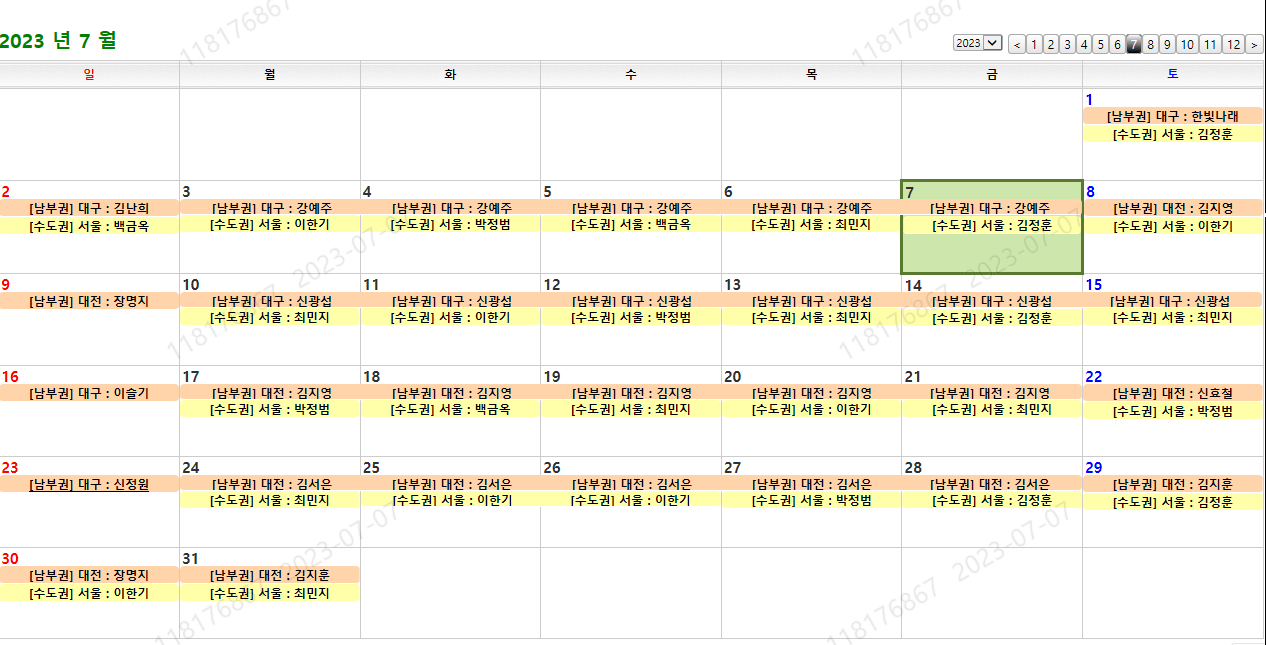 2023 년 7 월
2023 < 1 2 3 4 5 6 7 8 9 10 11 12 >
일 월 화 수 목 금 토
1
[남부권] 대구 : 한빛나래
[수도권] 서울 : 김정훈
2 3 4 5 6 7 8
[남부권] 대구 : 김난희 [남부권] 대구 : 강예주 [남부권] 대구 : 강예주 [남부권] 대구 : 강예주 [남부권] 대구 : 강예주 [남부권] 대구 : 강예주 [남부권] 대전 : 김지영
[수도권] 서울 : 백금옥 [수도권] 서울 : 이한기 [수도권] 서울 : 박정범 [수도권] 서울 : 백금옥 [수도권] 서울 : 최민지 [수도권] 서울 : 김정훈 [수도권] 서울 : 이한기
9 10 11 12 13 14 15
[남부권] 대전 : 장명지 [남부권] 대구 : 신광섭 [남부권] 대구 : 신광섭 [남부권] 대구 : 신광섭 [남부권] 대구 : 신광섭 [남부권] 대구 : 신광섭 [남부권] 대구 : 신광섭
[수도권] 서울 : 최민지 [수도권] 서울 : 이한기 [수도권] 서울 : 박정범 [수도권] 서울 : 최민지 [수도권] 서울 : 김정훈 [수도권] 서울 : 최민지
16 17 18 19 20 21 22
[남부권] 대구 : 이슬기 [남부권] 대전 : 김지영 [남부권] 대전 : 김지영 [남부권] 대전 : 김지영 [남부권] 대전 : 김지영 [남부권] 대전 : 김지영 [남부권] 대전 : 신효철
[수도권] 서울 : 박정범 [수도권] 서울 : 백금옥 [수도권] 서울 : 최민지 [수도권] 서울 : 이한기 [수도권] 서울 : 최민지 [수도권] 서울 : 박정범
23 24 25 26 27 28 29
[남부권] 대구 : 신정원 [남부권] 대전 : 김서은 [남부권] 대전 : 김서은 [남부권] 대전 : 김서은 [남부권] 대전 : 김서은 [남부권] 대전 : 김서은 [남부권] 대전 : 김지훈
[수도권] 서울 : 최민지 [수도권] 서울 : 이한기 [수도권] 서울 : 이한기 [수도권] 서울 : 박정범 [수도권] 서울 : 김정훈 [수도권] 서울 : 김정훈
30 31
[남부권] 대전 : 장명지 [남부권] 대전 : 김지훈
[수도권] 서울 : 이한기 [수도권] 서울 : 최민지
118176867
118176867
118176867 2023-07-07
118176867 2023-07-07
118176867 2023-07-07
118176867 2023-07-07